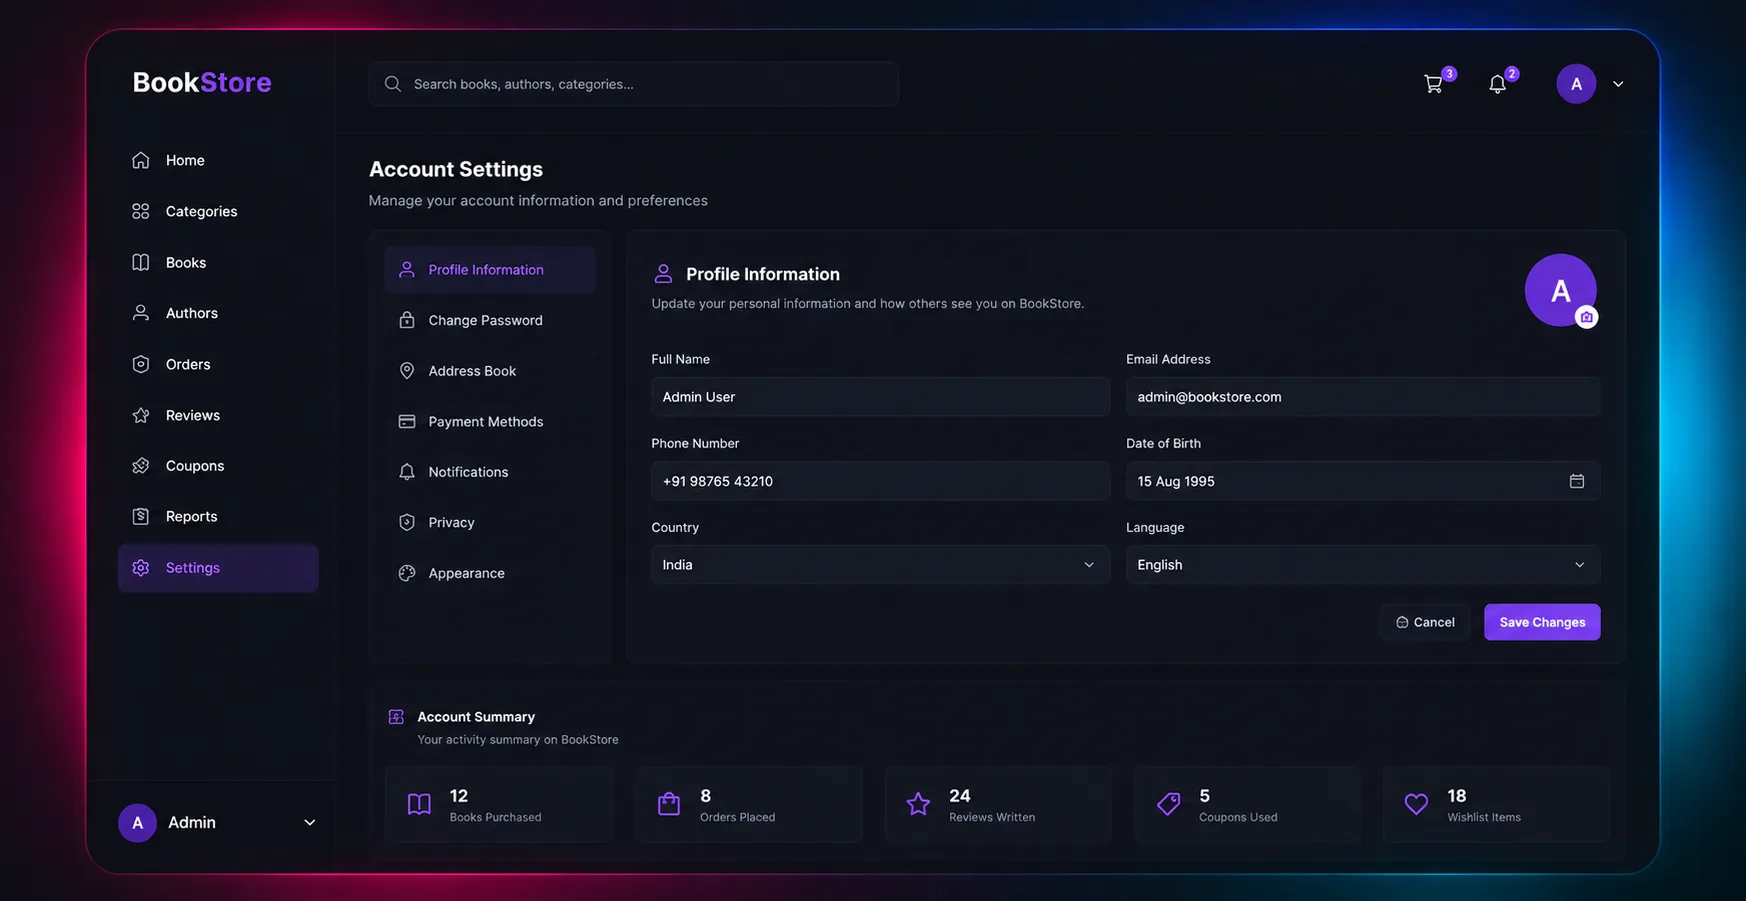 BookStore
Search books, authors, categories...
3
2
A
Home
Categories
Books
Authors
Orders
Reviews
Coupons
Reports
Settings
A
Admin
Account Settings
Manage your account information and preferences
Profile Information
Change Password
Address Book
Payment Methods
Notifications
Privacy
Appearance
Profile Information
Update your personal information and how others see you on BookStore.
A
Full Name
Admin User
Email Address
admin@bookstore.com
Phone Number
+91 98765 43210
Date of Birth
15 Aug 1995
Country
India
Language
English
Cancel
Save Changes
Account Summary
Your activity summary on BookStore
12
Books Purchased
8
Orders Placed
24
Reviews Written
5
Coupons Used
18
Wishlist Items